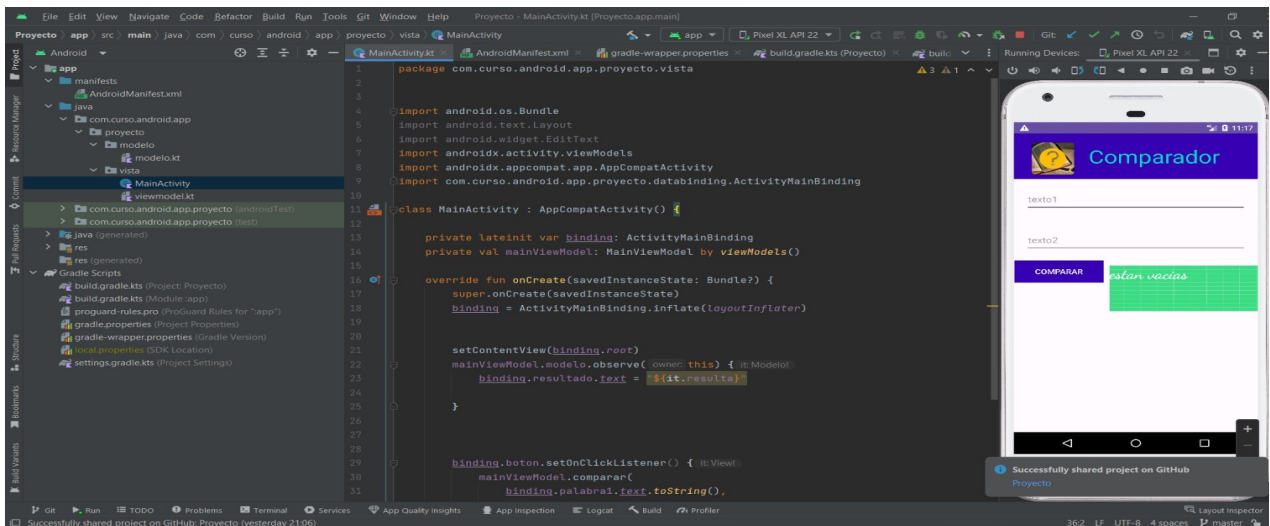 File Edit View Navigate Code Refactor Build Run Tools Git Window Help Proyecto - MainActivity.kt [Proyecto.app.main]
Proyecto app src main java com curso android app proyecto vista MainActivity app Pixel XL API 22 Git:
Project
Android
app
manifests
AndroidManifest.xml
java
com.curso.android.app
proyecto
modelo
modelo.kt
vista
MainActivity
viewmodel.kt
com.curso.android.app.proyecto (androidTest)
com.curso.android.app.proyecto (test)
java (generated)
res
res (generated)
Gradle Scripts
build.gradle.kts (Project: Proyecto)
build.gradle.kts (Module :app)
proguard-rules.pro (ProGuard Rules for ":app")
gradle.properties (Project Properties)
gradle-wrapper.properties (Gradle Version)
local.properties (SDK Location)
settings.gradle.kts (Project Settings)
Resource Manager
Commit
Pull Requests
Structure
Bookmarks
Build Variants
MainActivity.kt AndroidManifest.xml gradle-wrapper.properties build.gradle.kts (Proyecto)
3 1
1 package com.curso.android.app.proyecto.vista
2
3
4 import android.os.Bundle
5 import android.text.Layout
6 import android.widget.EditText
7 import androidx.activity.viewModels
8 import androidx.appcompat.app.AppCompatActivity
9 import com.curso.android.app.proyecto.databinding.ActivityMainBinding
10
11 class MainActivity : AppCompatActivity() {
12
13 private lateinit var binding: ActivityMainBinding
14 private val mainViewModel: MainViewModel by viewModels()
15
16 override fun onCreate(savedInstanceState: Bundle?) {
17 super.onCreate(savedInstanceState)
18 binding = ActivityMainBinding.inflate(layoutInflater)
19
20
21 setContentView(binding.root)
22 mainViewModel.modelo.observe( owner: this) { it: Modelo!
23 binding.resultado.text = "${it.resulta}"
24
25 }
26
27
28
29 binding.boton.setOnClickListener() { it: View!
30 mainViewModel.comparar(
31 binding.palabra1.text.toString(),
Running Devices: Pixel XL API 22
11:17
Comparador
texto1
texto2
COMPARAR
estan vacias
Successfully shared project on GitHub
Proyecto
Git Run TODO Problems Terminal Services App Quality Insights App Inspection Logcat Build Profiler Layout Inspector
Successfully shared project on GitHub: Proyecto (yesterday 21:06) 36:2 LF UTF-8 4 spaces master